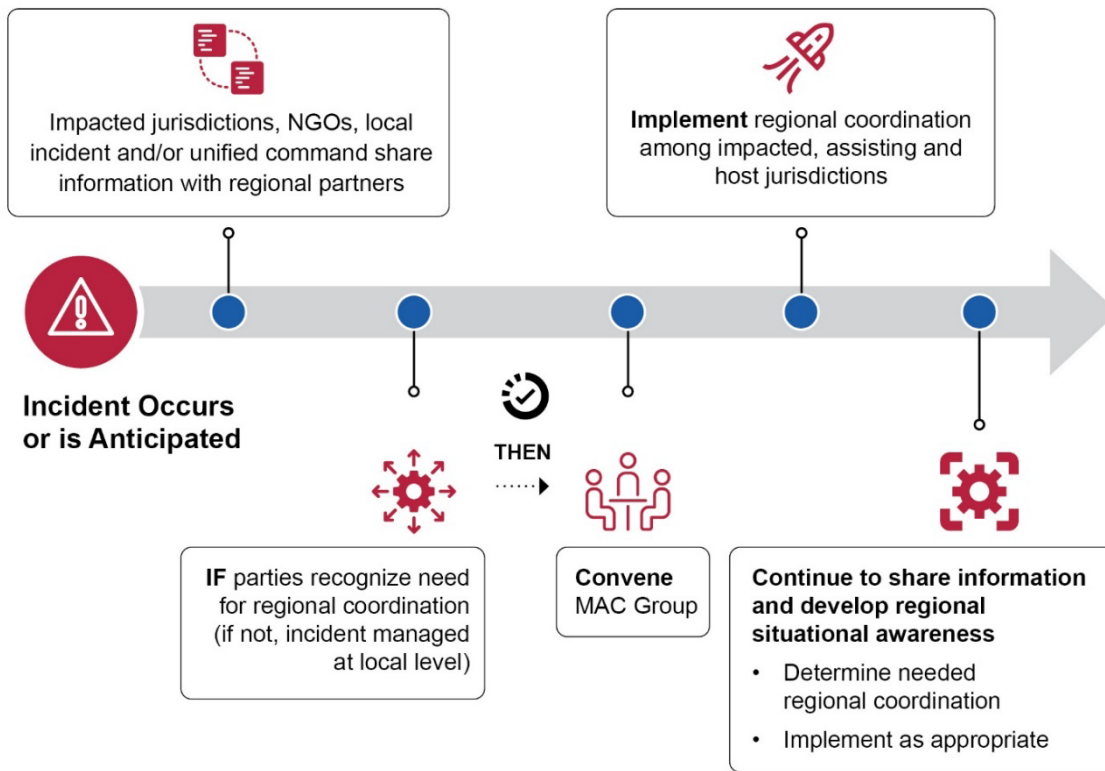 Impacted jurisdictions, NGOs, local
incident and/or unified command share
information with regional partners
Implement regional coordination
among impacted, assisting and
host jurisdictions
Incident Occurs
or is Anticipated
THEN
IF parties recognize need
for regional coordination
(if not, incident managed
at local level)
Convene
MAC Group
Continue to share information
and develop regional
situational awareness
• Determine needed
regional coordination
• Implement as appropriate